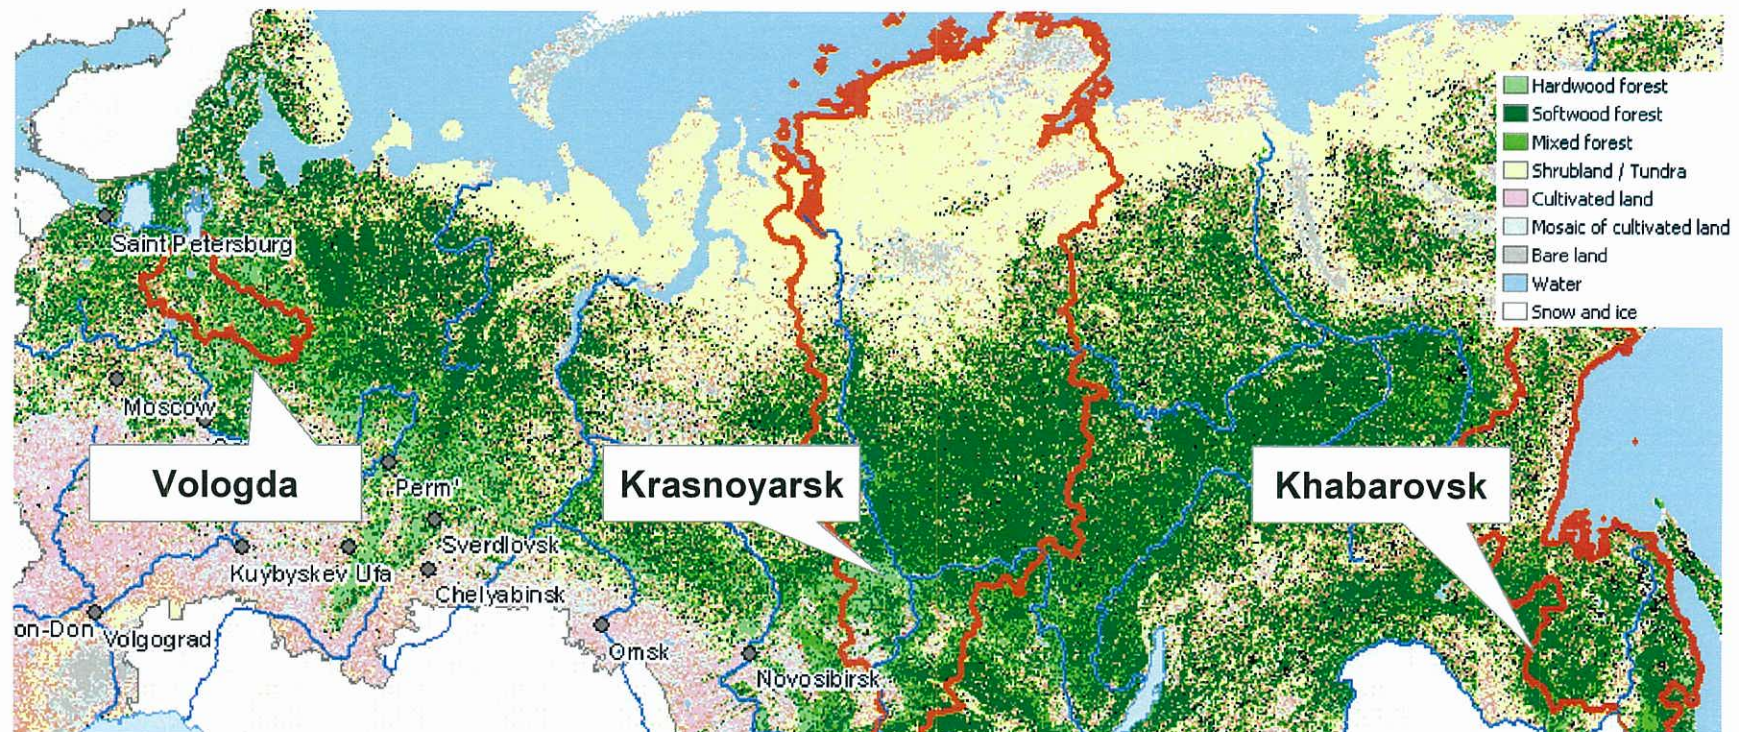 Hardwood forest
Softwood forest
Mixed forest
Shrubland / Tundra
Cultivated land
Mosaic of cultivated land
Bare land
Water
Snow and ice
Saint Petersburg
Moscow
Vologda
Krasnoyarsk
Khabarovsk
Perm'
Sverdlovsk
Kuybyskev
Ufa
Chelyabinsk
on-Don
Volgograd
Omsk
Novosibirsk